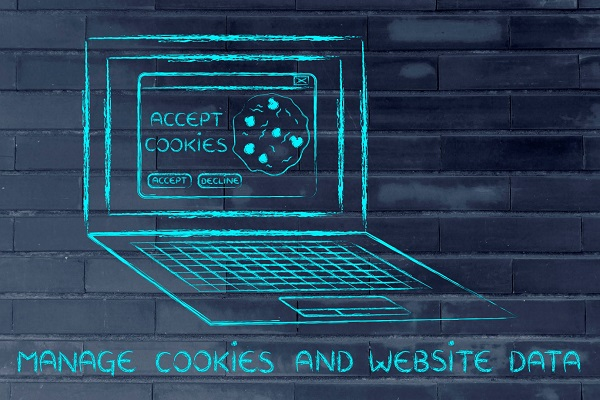 ACCEPT
COOKIES
ACCEPT DECLINE
MANAGE COOKIES AND WEBSITE DATA